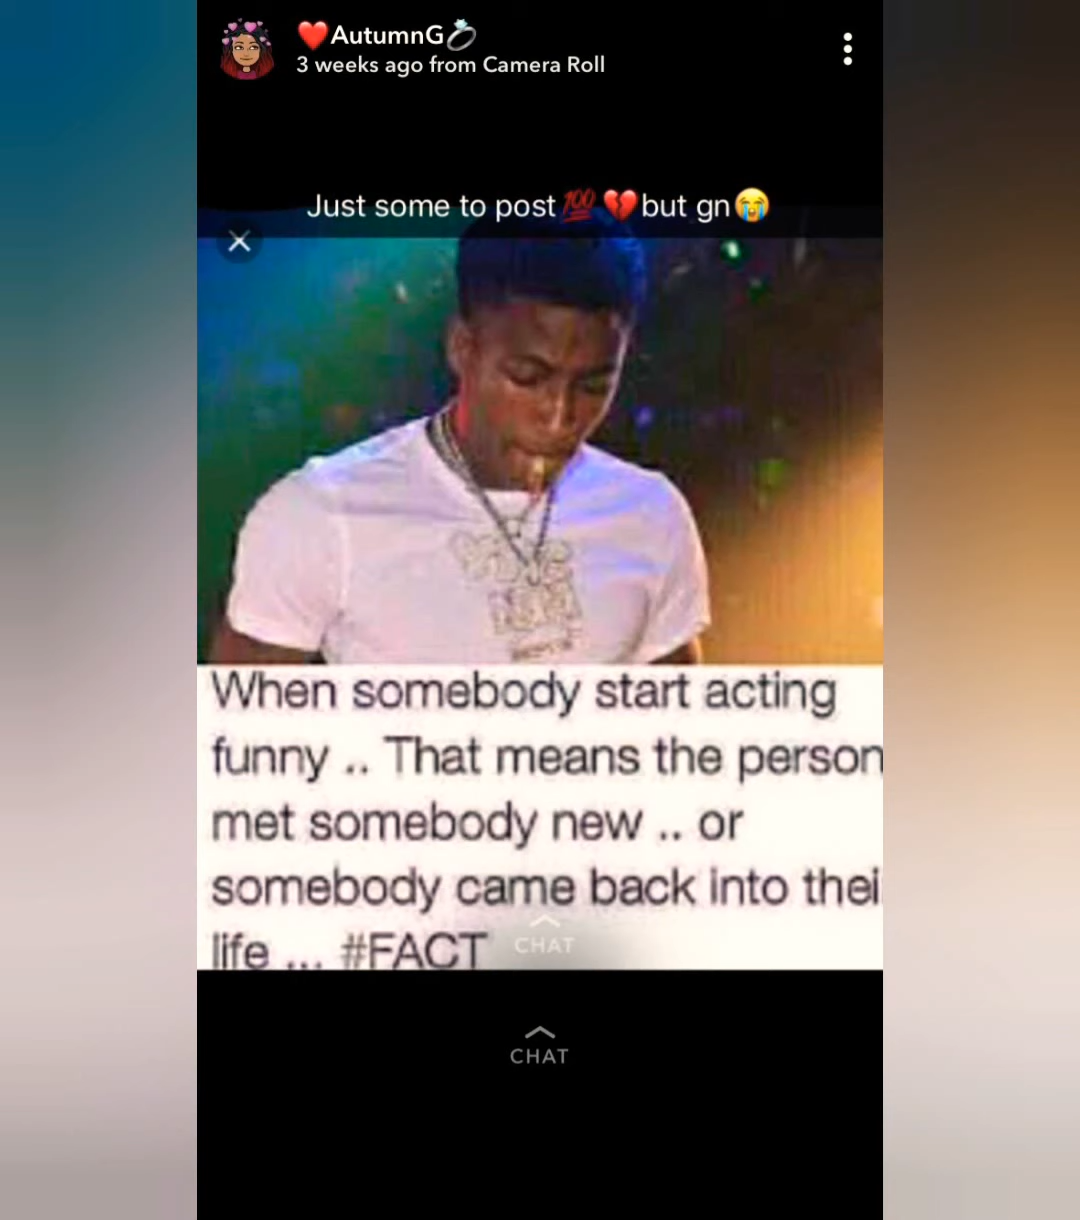 ❤️AutumnG💍
3 weeks ago from Camera Roll
Just some to post💯💔but gn😭
When somebody start acting
funny .. That means the person
met somebody new .. or
somebody came back into thei
life ... #FACT
CHAT
CHAT